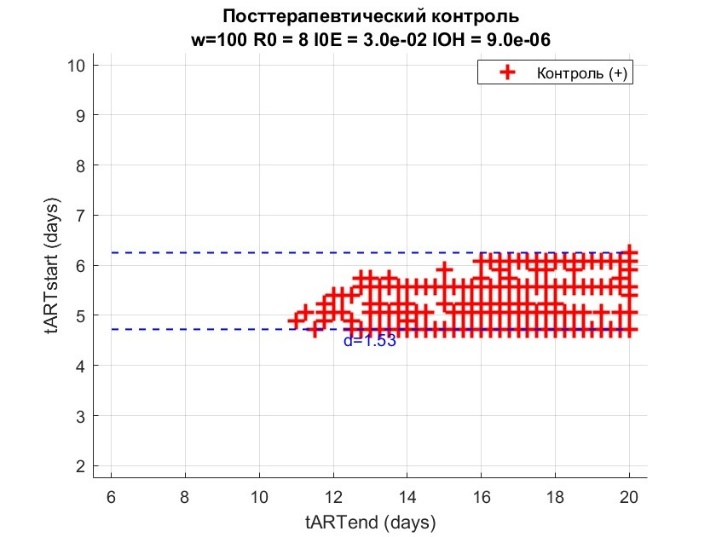 Посттерапевтический контроль
w=100 R0 = 8 I0E = 3.0e-02 IOH = 9.0e-06
Контроль (+)
10
9
8
7
6
5
4
3
2
tARTstart (days)
d=1.53
6 8 10 12 14 16 18 20
tARTend (days)